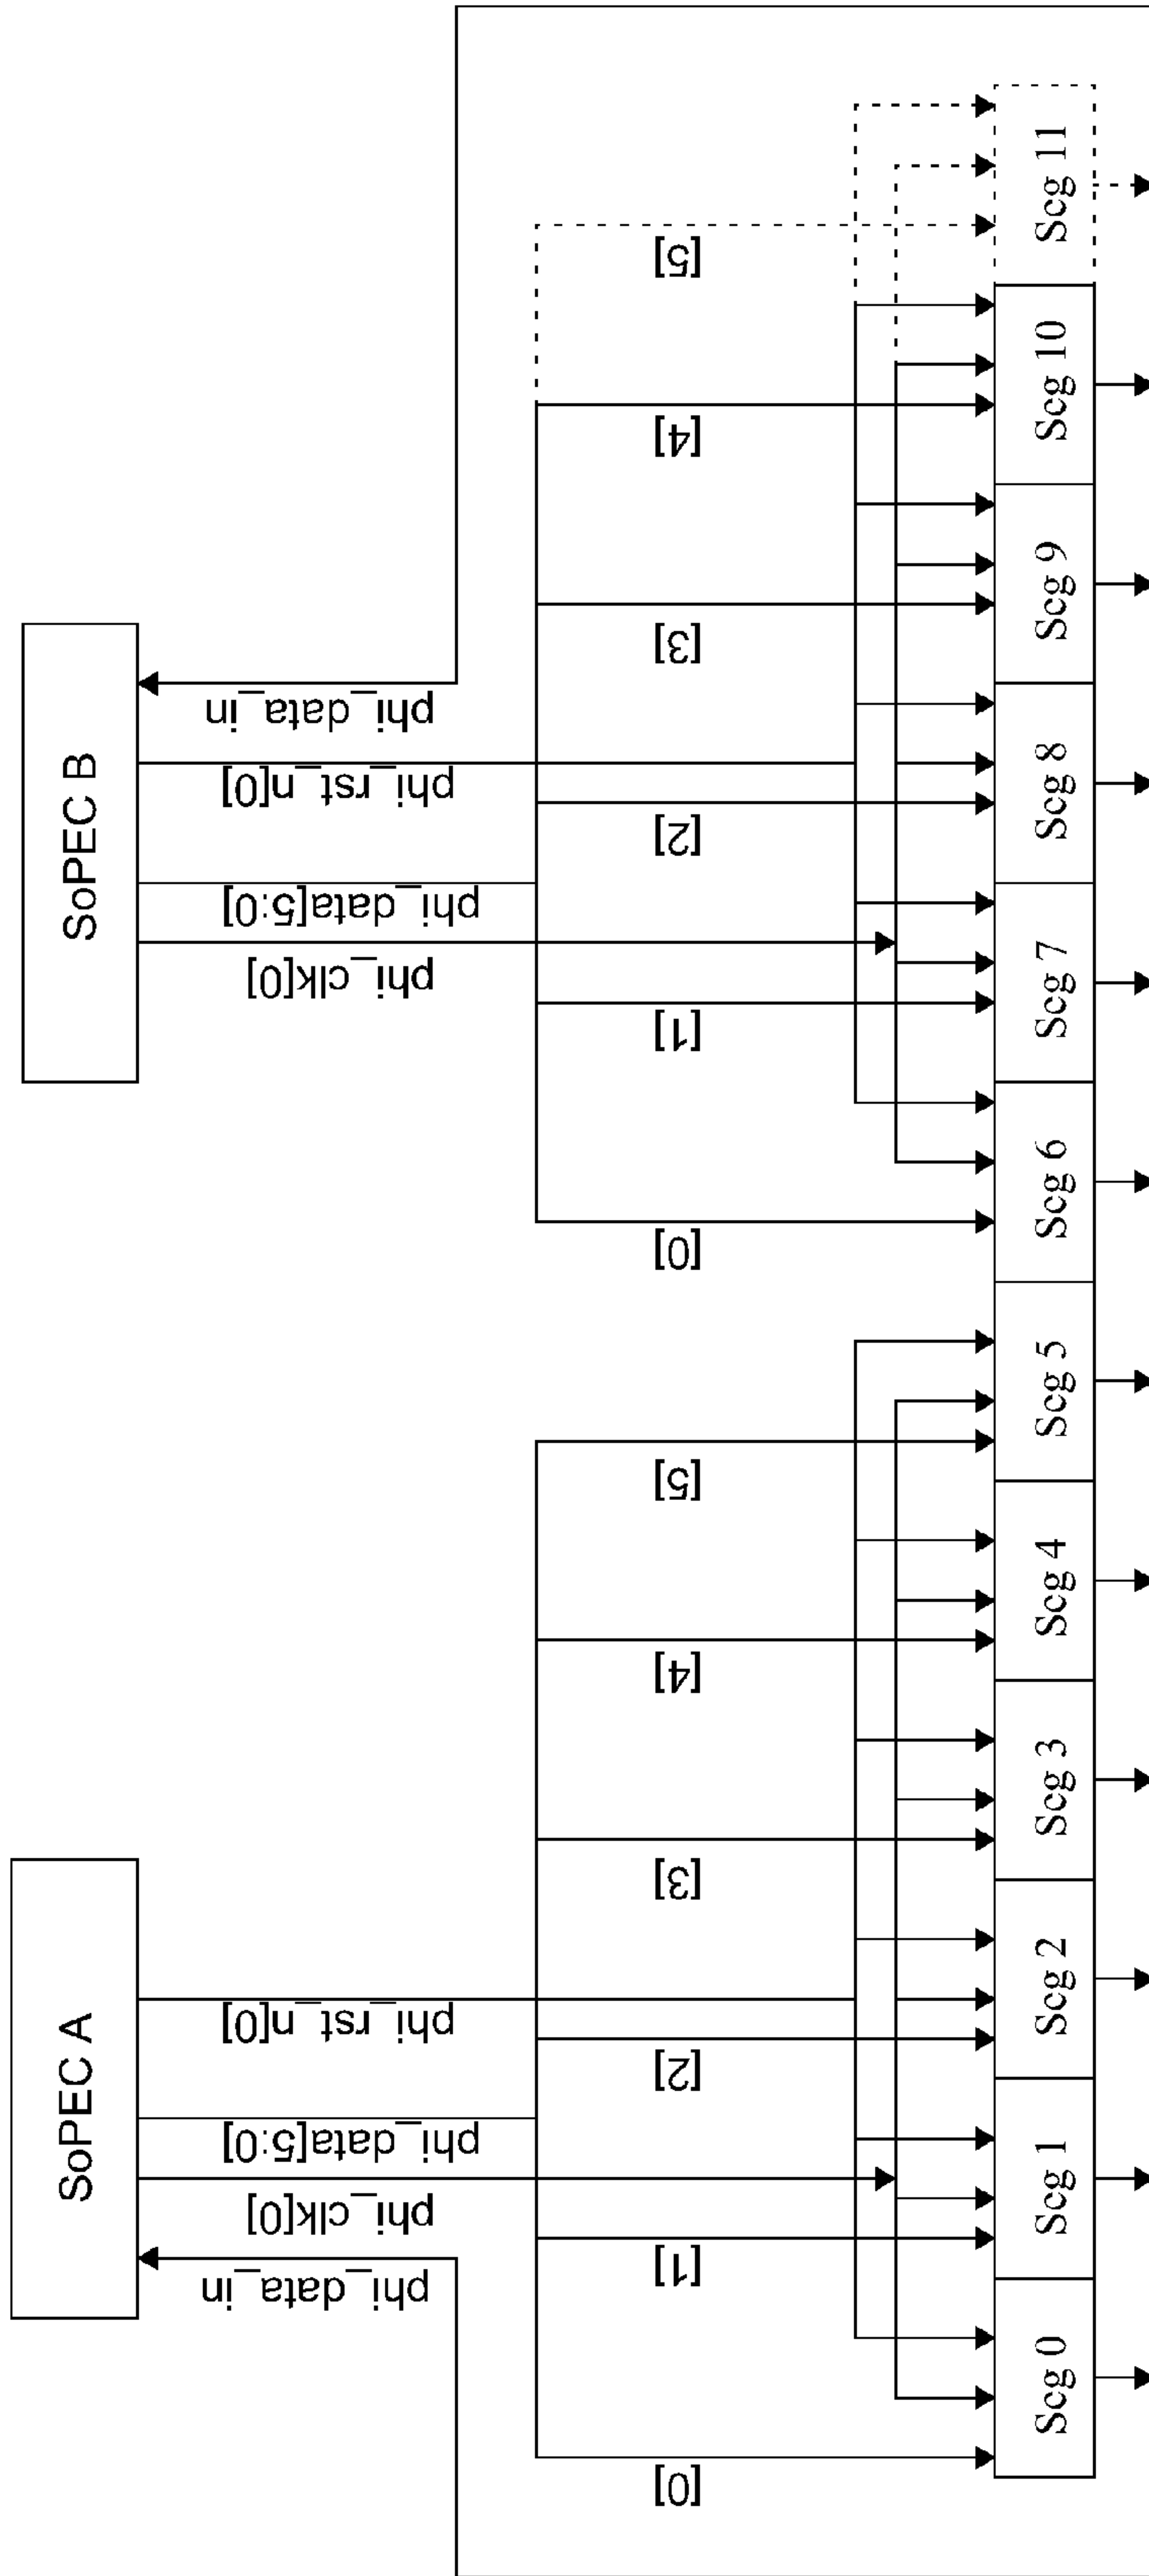 SoPEC A
SoPEC B
phi_data_in
phi_clk[0]
phi_data[5:0]
phi_rst_n[0]
phi_clk[0]
phi_data[5:0]
phi_rst_n[0]
phi_data_in
[0]
[1]
[2]
[3]
[4]
[5]
[0]
[1]
[2]
[3]
[4]
[5]
Scg 0
Scg 1
Scg 2
Scg 3
Scg 4
Scg 5
Scg 6
Scg 7
Scg 8
Scg 9
Scg 10
Scg 11